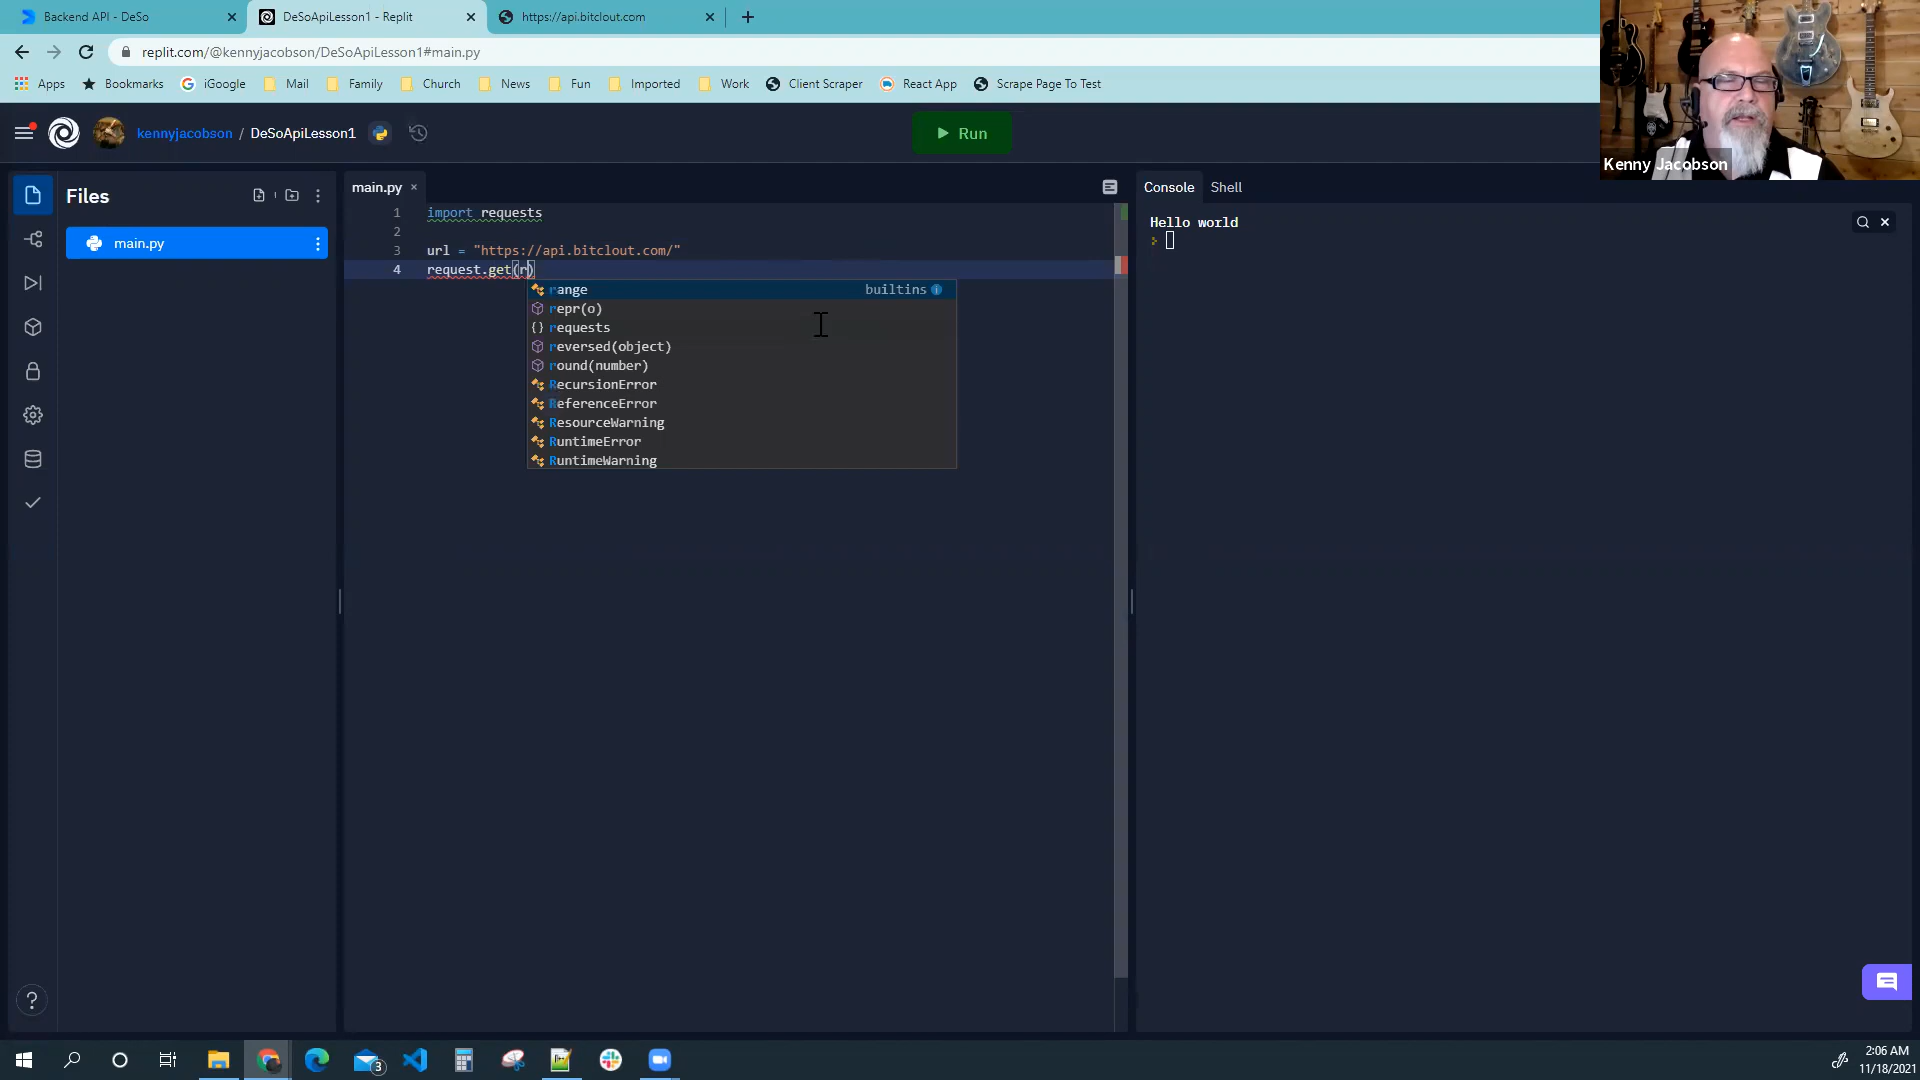 Backend API - DeSo
DeSoApiLesson1 - Replit
https://api.bitclout.com
replit.com/@kennyjacobson/DeSoApiLesson1#main.py
Apps
Bookmarks
iGoogle
Mail
Family
Church
News
Fun
Imported
Work
Client Scraper
React App
Scrape Page To Test
kennyjacobson / DeSoApiLesson1
Run
Kenny Jacobson
Files
main.py
main.py
1 import requests
2
3 url = "https://api.bitclout.com/"
4 request.get(r)
range builtins
repr(o)
{} requests
reversed(object)
round(number)
RecursionError
ReferenceError
ResourceWarning
RuntimeError
RuntimeWarning
Console
Shell
Hello world
?
3
2:06 AM
11/18/2021